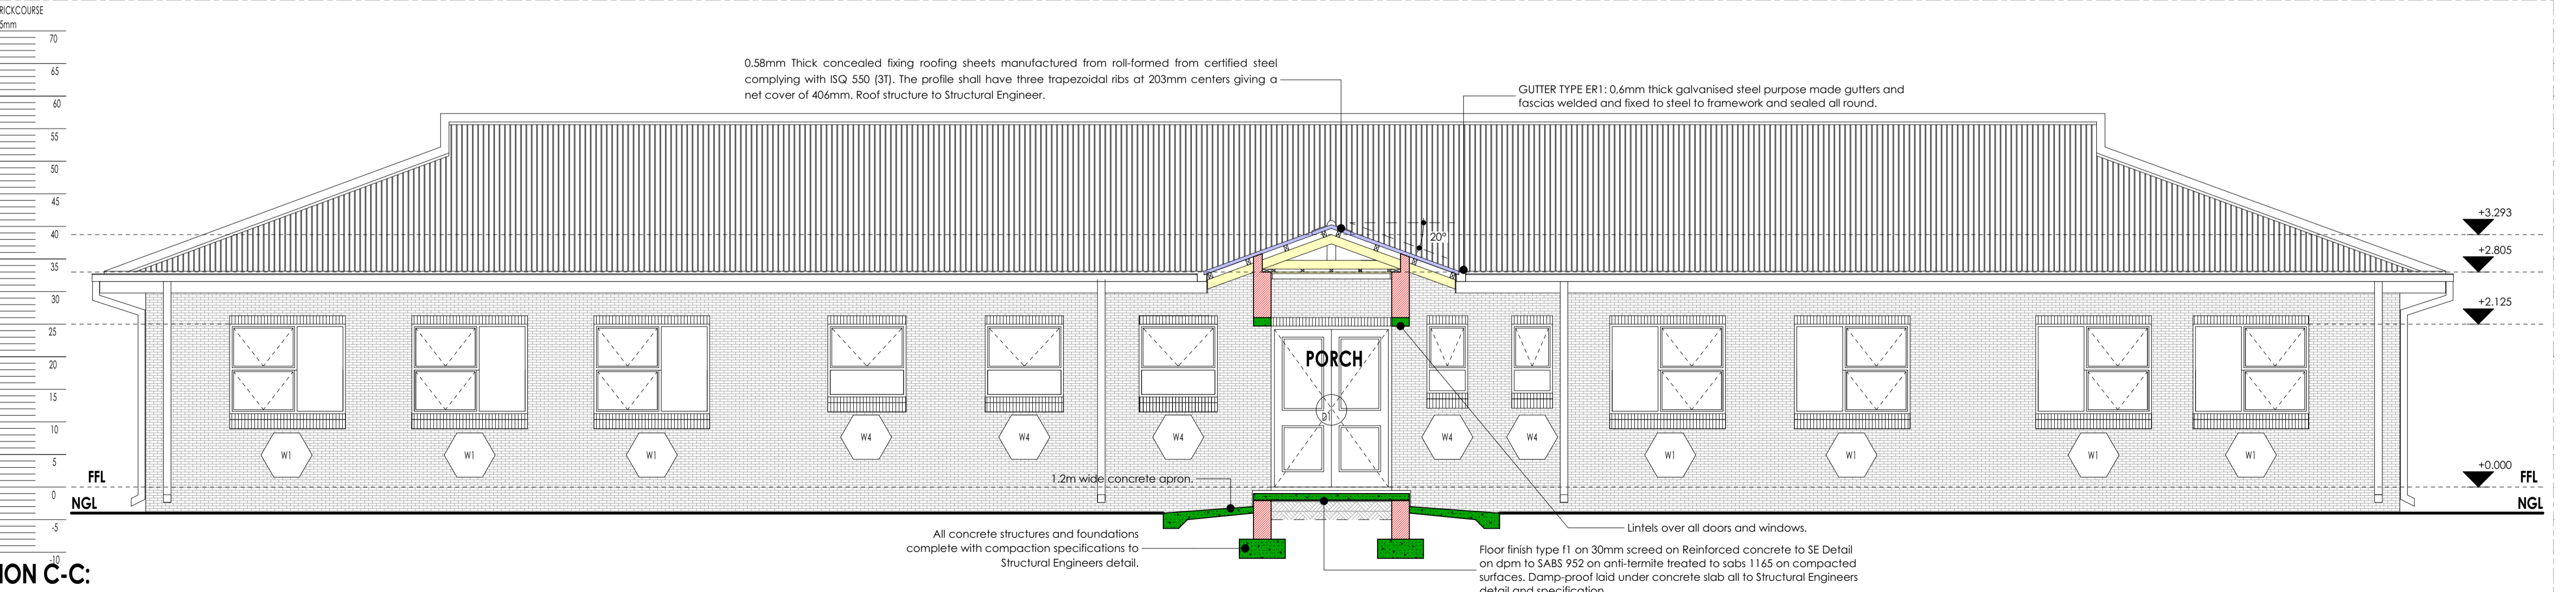 RICKCOURSE
5mm
70
65
60
55
50
45
40
35
30
25
20
15
10
5
0
-5
-10
0.58mm Thick concealed fixing roofing sheets manufactured from roll-formed from certified steel
complying with ISQ 550 (3T). The profile shall have three trapezoidal ribs at 203mm centers giving a
net cover of 406mm. Roof structure to Structural Engineer.
GUTTER TYPE ER1: 0,6mm thick galvanised steel purpose made gutters and
fascias welded and fixed to steel to framework and sealed all round.
20°
+3.293
+2.805
+2.125
PORCH
D1
W1
W1
W1
W4
W4
W4
W4
W4
W1
W1
W1
W1
+0.000
FFL
FFL
NGL
NGL
1.2m wide concrete apron.
All concrete structures and foundations
complete with compaction specifications to
Structural Engineers detail.
Lintels over all doors and windows.
Floor finish type f1 on 30mm screed on Reinforced concrete to SE Detail
on dpm to SABS 952 on anti-termite treated to sabs 1165 on compacted
surfaces. Damp-proof laid under concrete slab all to Structural Engineers
detail and specification
ION C-C: